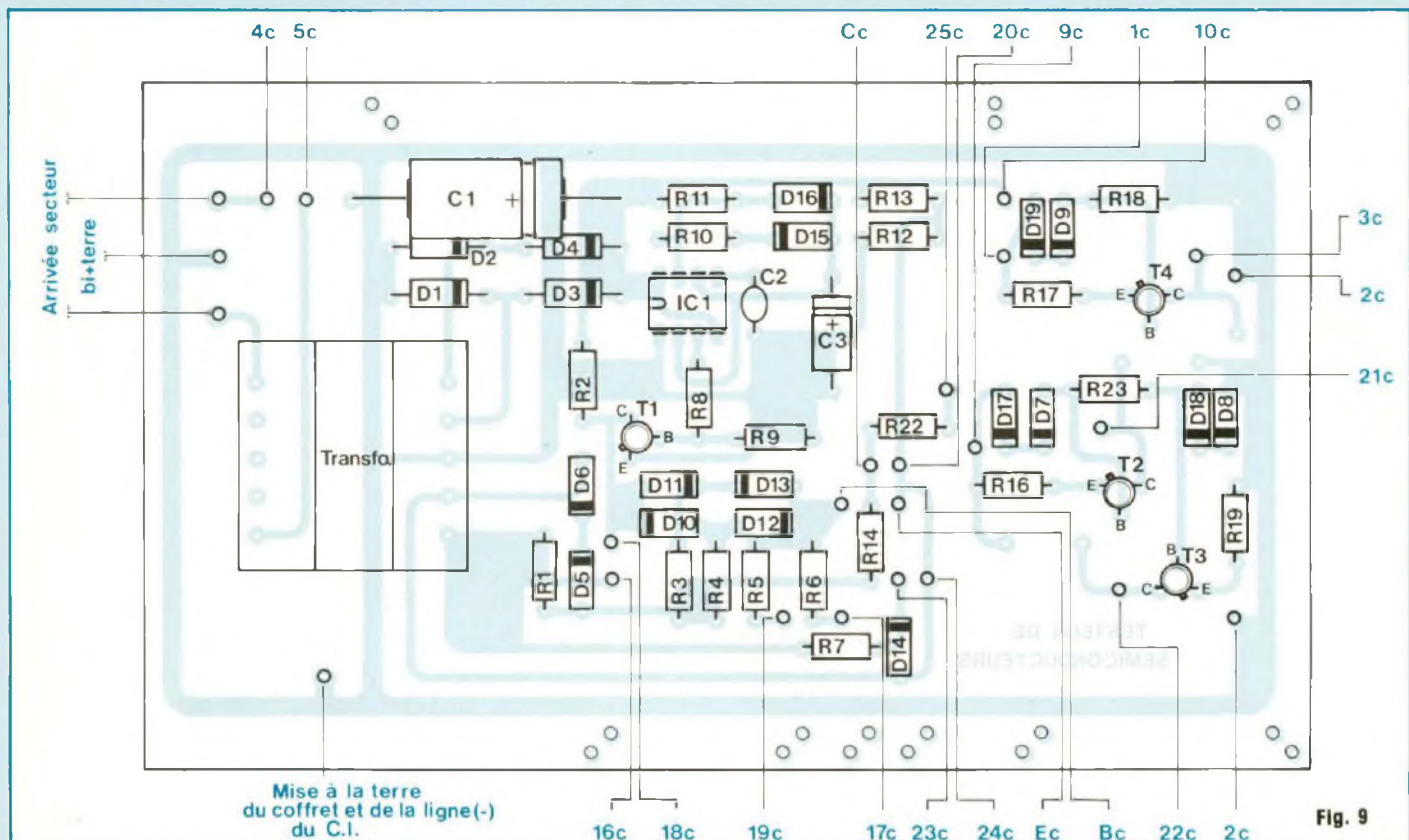 4c 5c Cc 25c 20c 9c 1c 10c
Arrivée secteur
bi+terre
C1 +
D2
D4
D1
D3
R11
R10
D16
D15
R13
R12
IC1
C2
+
C3
D19
D9
R18
3c
2c
R17
E T4 C
B
R2
C T1
B
E
R8
R9
R22
D17
D7
R23
21c
D18
D8
Transfo.
D6
D11
D13
D10
D12
R16
E T2 C
B
R19
R1
D5
R3
R4
R5
R6
R14
B T3
C E
R7
D14
TESTEUR DE
SEMICONDUCTEURS
Mise à la terre
du coffret et de la ligne(-)
du C.I.
16c 18c 19c 17c 23c 24c Ec Bc 22c 2c
Fig. 9